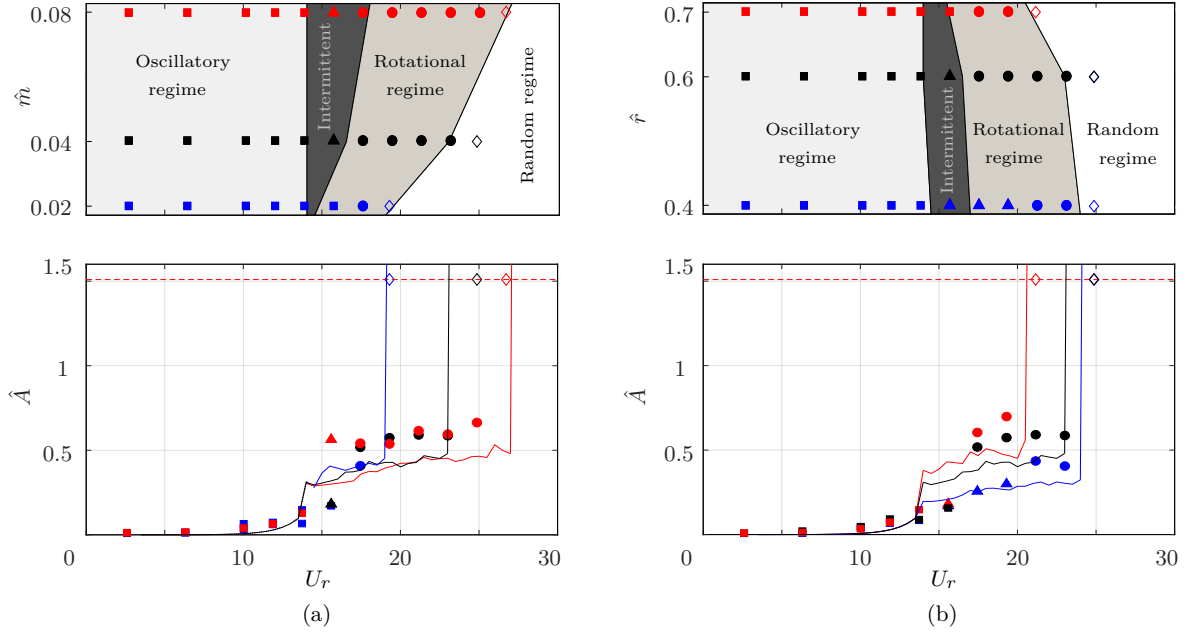 0.08
0.04
0.02
m̂
Oscillatory
regime
Intermittent
Rotational
regime
Random regime
0.7
0.6
0.4
r̂
Oscillatory
regime
Intermittent
Rotational
regime
Random
regime
1.5
1
0.5
Â
0
10
20
30
U_r
(a)
1.5
1
0.5
Â
0
10
20
30
U_r
(b)